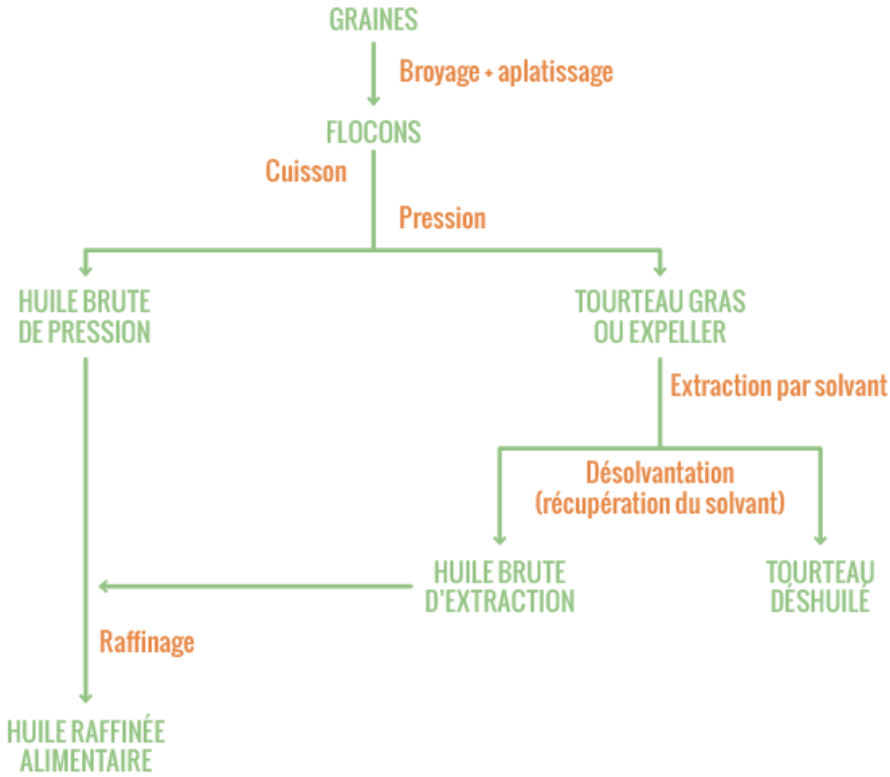 GRAINES
Broyage + aplatissage
FLOCONS
Cuisson
Pression
HUILE BRUTE
DE PRESSION
TOURTEAU GRAS
OU EXPELLER
Extraction par solvant
Désolvantation
(récupération du solvant)
HUILE BRUTE
D'EXTRACTION
TOURTEAU
DÉSHUILÉ
Raffinage
HUILE RAFFINÉE
ALIMENTAIRE